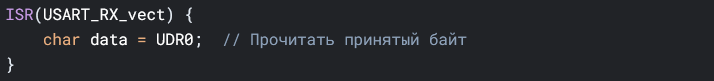 ISR(USART_RX_vect) {
    char data = UDR0;  // Прочитать принятый байт
}